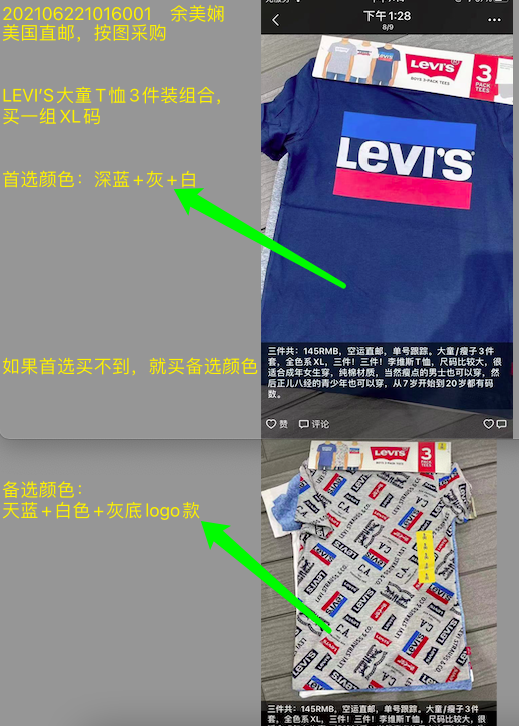 202106221016001 余美娴
美国直邮，按图采购
LEVI’S大童T恤3件装组合，
买一组XL码
首选颜色：深蓝+灰+白
如果首选买不到，就买备选颜色
下午1:28
8/9
Levi's
BOYS 3-PACK TEES
3
PACK
TEES
Levi's
三件共：145RMB，空运直邮，单号跟踪。大童/瘦子3件
套，全色系XL，三件！三件！李维斯T恤，尺码比较大，很
适合成年女生穿，纯棉材质，当然瘦点的男士也可以穿，然
后正儿八经的青少年也可以穿，从7岁开始到20岁都有码
数。
赞 评论
备选颜色：
天蓝+白色+灰底logo款
Levi's
BOYS 3-PACK TEES
3
PACK
TEES
Levi's
LEVI STRAUSS & CO.
C.A.
三件共：145RMB，空运直邮，单号跟踪。大童/瘦子3件
套，全色系XL，三件！三件！李维斯T恤，尺码比较大，很